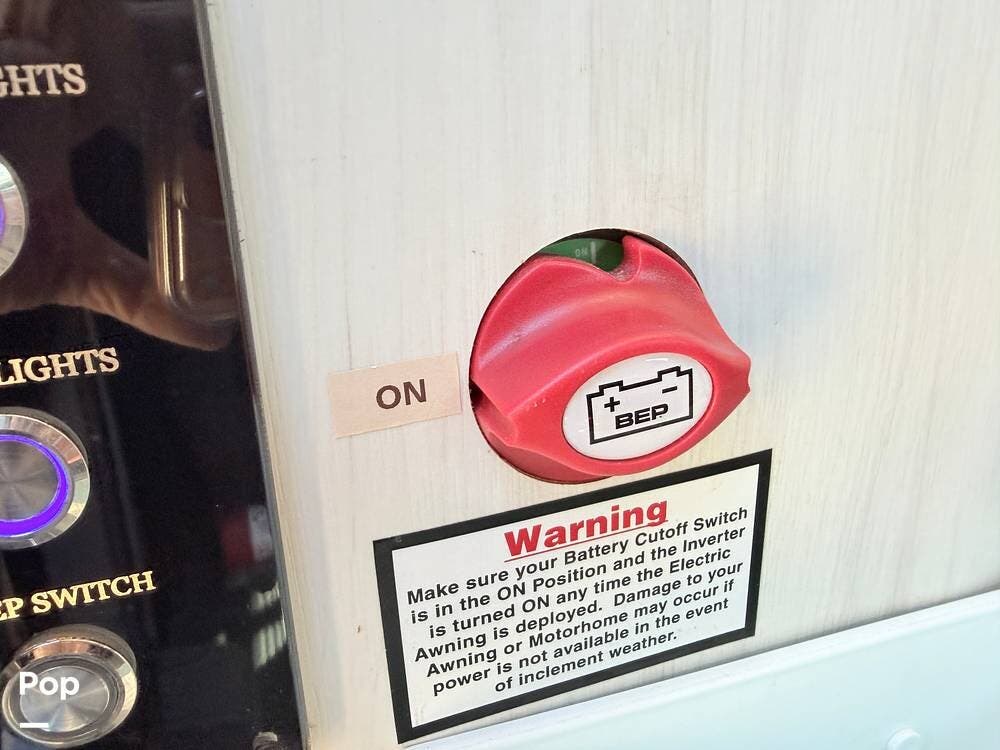 GHTS
LIGHTS
EP SWITCH
ON
ON
+ -
BEP
Warning
Make sure your Battery Cutoff Switch
is in the ON Position and the Inverter
is turned ON any time the Electric
Awning is deployed. Damage to your
Awning or Motorhome may occur if
power is not available in the event
of inclement weather.
Pop